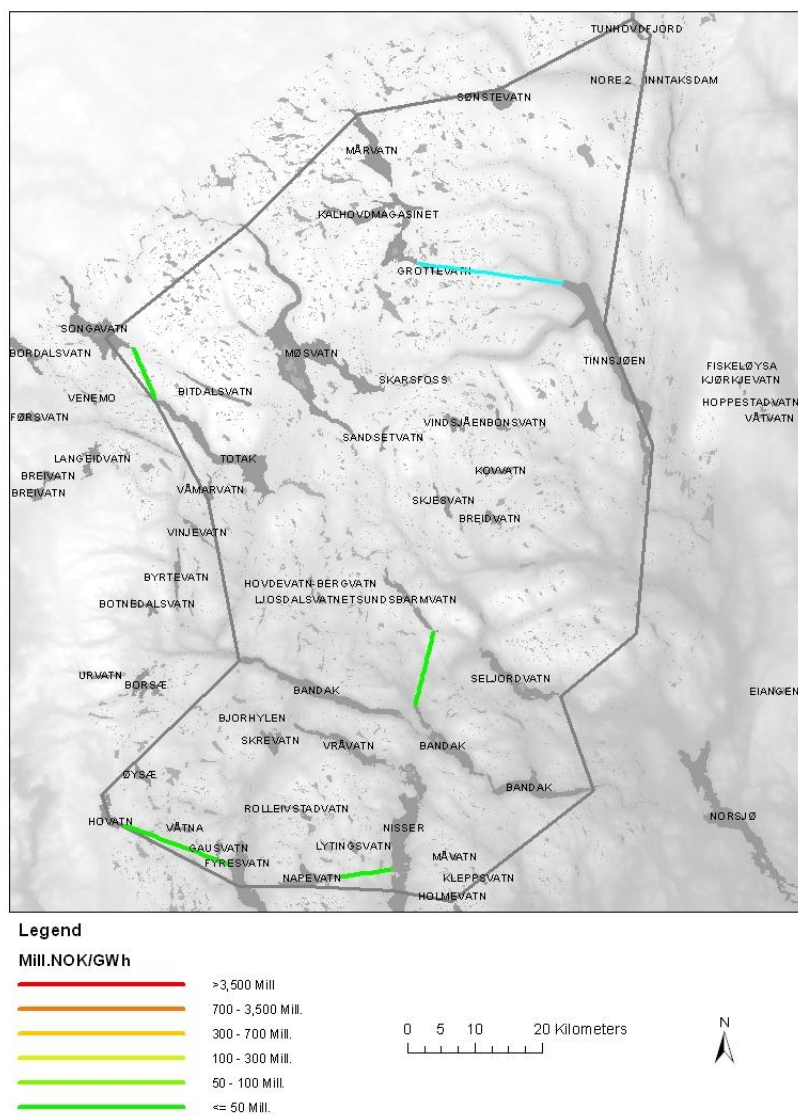 TUNHOVDFJORD
NORE 2 INNTAKSDAM
SØNSTEVATN
MÅRVATN
KALHOVDMAGASINET
GROTTEVATN
SONGAVATN
BORDALSVATN
MØSVATN
TINNSJØEN
FISKELØYSA
KJØRKJEVATN
SKARSFOSS
BITDALSVATN
VENEMO
HOPPESTADVATN
FØRSVATN
VÅTVATN
VINDSJÅENBONSVATN
SANDSETVATN
LANGEIDVATN
TOTAK
KOVVATN
BREIVATN
BREIVATN
VÅMARVATN
SKJESVATN
BREIDVATN
VINJEVATN
BYRTEVATN
HOVDEVATN-BERGVATN
BOTNEDALSVATN
LJOSDALSVATNETSUNDSBARMVATN
URVATN
BORSÆ
BANDAK
SELJORDVATN
EIANGEN
BJORHYLEN
SKREVATN
VRÅVATN
BANDAK
ØYSÆ
BANDAK
ROLLEIVSTADVATN
NORSJØ
HOVATN
VÅTNA
NISSER
GAUSVATN
LYTINGSVATN
FYRESVATN
MÅVATN
NAPEVATN
KLEPPSVATN
HOLMEVATN
Legend
Mill.NOK/GWh
>3,500 Mill
700 - 3,500 Mill.
300 - 700 Mill.
100 - 300 Mill.
50 - 100 Mill.
<= 50 Mill.
0 5 10 20 Kilometers
N